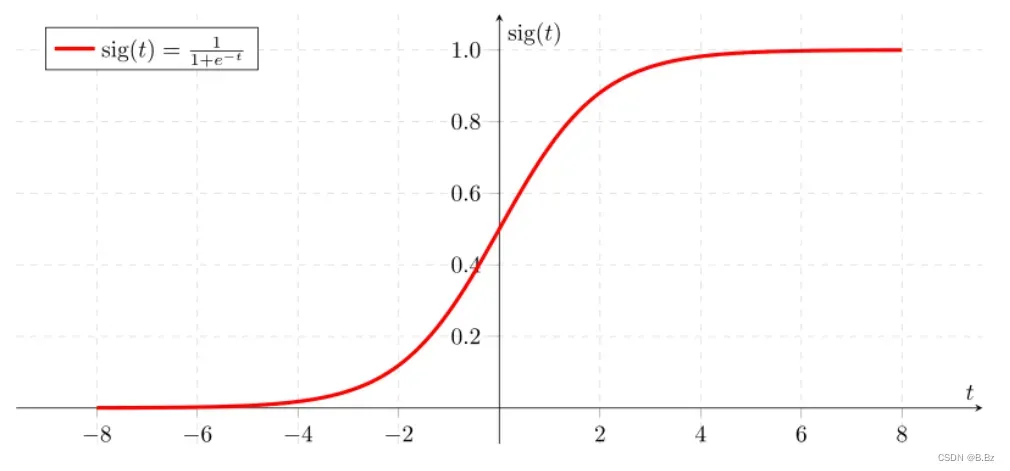 sig(t) = 1/(1+e^{-t})
sig(t)
1.0
0.8
0.6
0.4
0.2
t
−8 −6 −4 −2 2 4 6 8
CSDN @B.Bz